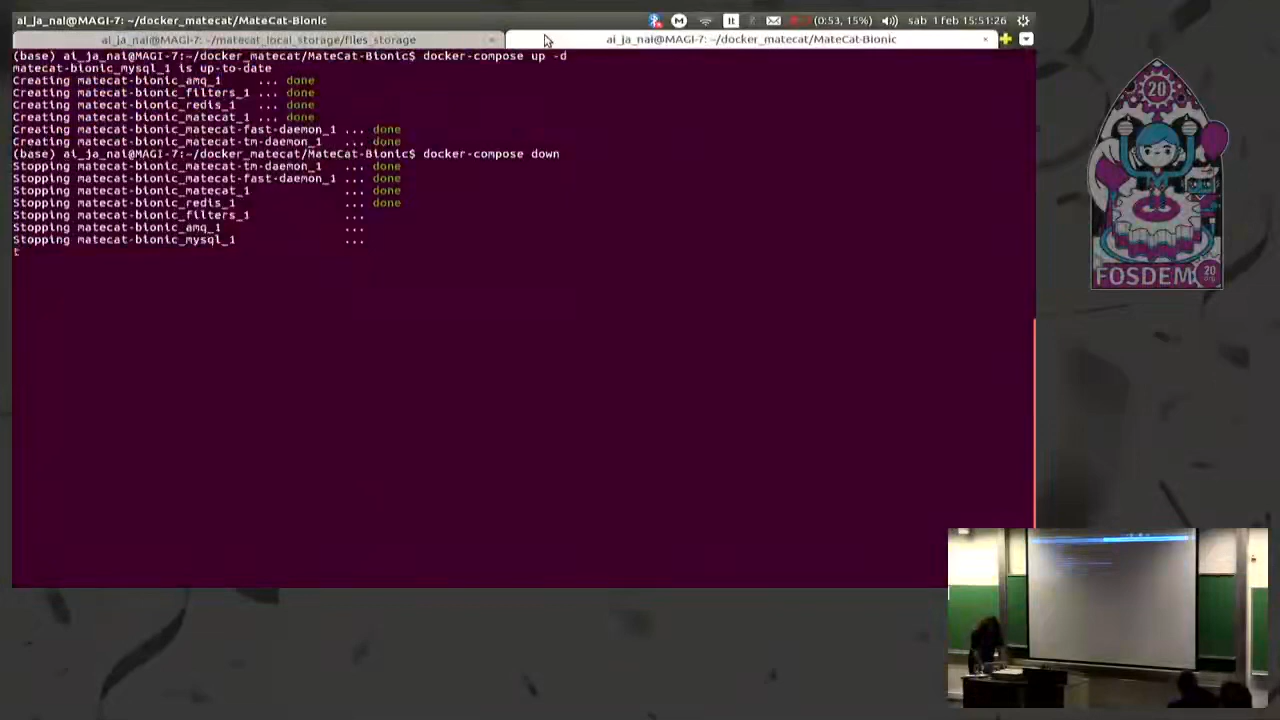 ai_ja_nai@MAGI-7: ~/docker_matecat/MateCat-Bionic
M It (0:53, 15%) sab 1 feb 15:51:26
ai_ja_nai@MAGI-7: ~/matecat_local_storage/files_storage × ai_ja_nai@MAGI-7: ~/docker_matecat/MateCat-Bionic ×
(base) ai_ja_nai@MAGI-7:~/docker_matecat/MateCat-Bionic$ docker-compose up -d
matecat-bionic_mysql_1 is up-to-date
Creating matecat-bionic_amq_1 ... done
Creating matecat-bionic_filters_1 ... done
Creating matecat-bionic_redis_1 ... done
Creating matecat-bionic_matecat_1 ... done
Creating matecat-bionic_matecat-fast-daemon_1 ... done
Creating matecat-bionic_matecat-tm-daemon_1 ... done
(base) ai_ja_nai@MAGI-7:~/docker_matecat/MateCat-Bionic$ docker-compose down
Stopping matecat-bionic_matecat-tm-daemon_1 ... done
Stopping matecat-bionic_matecat-fast-daemon_1 ... done
Stopping matecat-bionic_matecat_1 ... done
Stopping matecat-bionic_redis_1 ... done
Stopping matecat-bionic_filters_1 ...
Stopping matecat-bionic_amq_1 ...
Stopping matecat-bionic_mysql_1 ...
20
FOSDEM 20